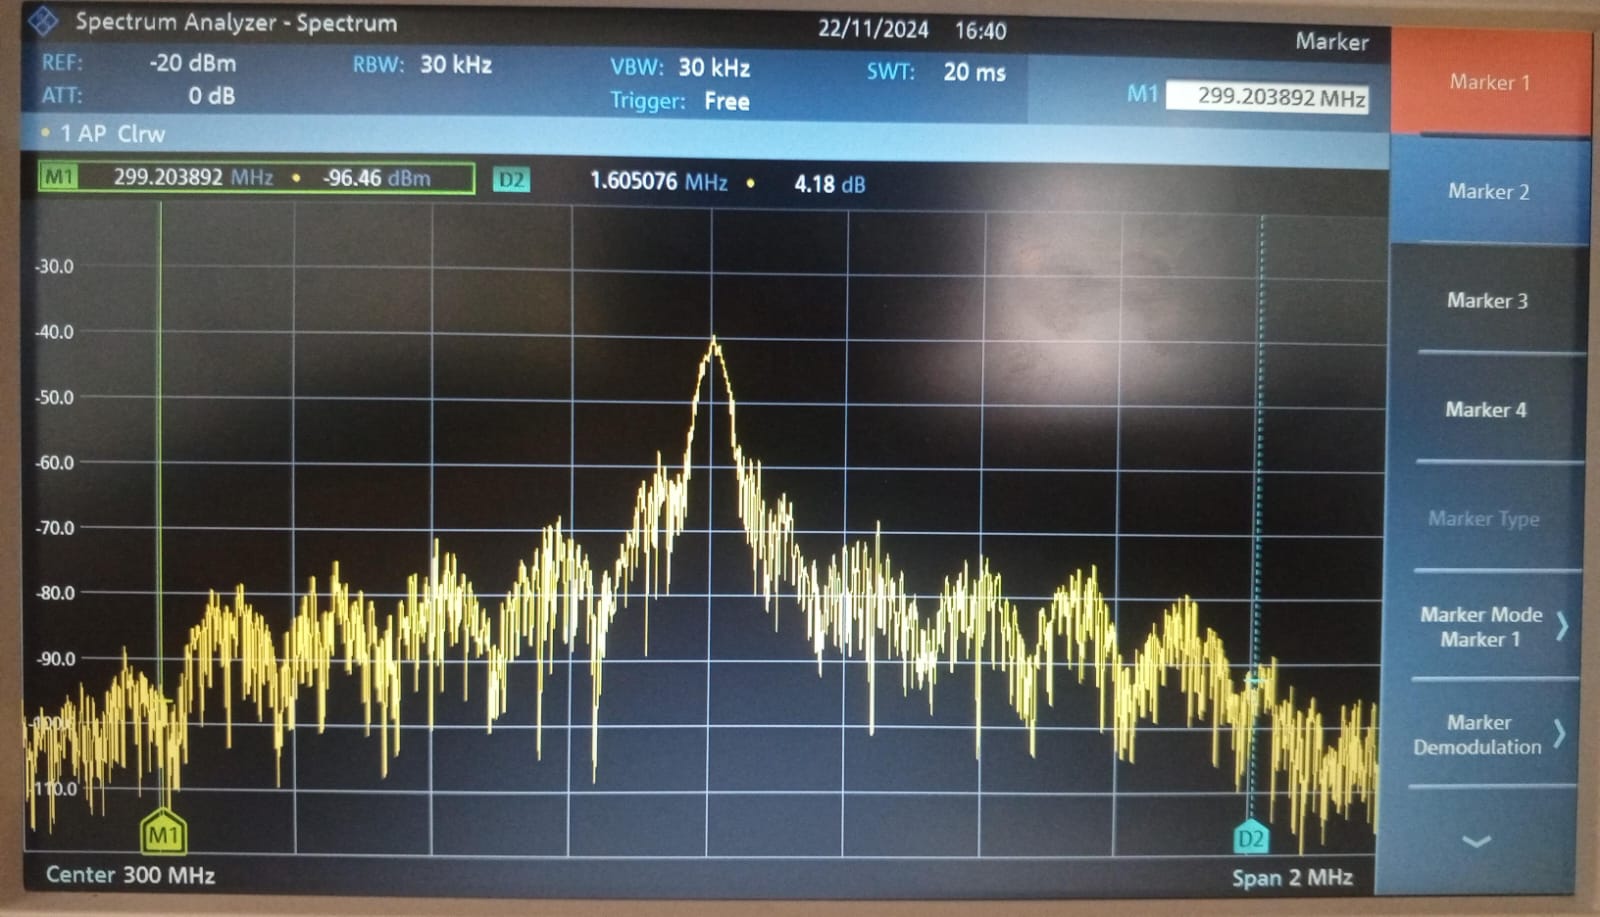 Spectrum Analyzer - Spectrum
22/11/2024 16:40
Marker
REF: -20 dBm RBW: 30 kHz VBW: 30 kHz SWT: 20 ms
ATT: 0 dB Trigger: Free
M1 299.203892 MHz
1 AP Clrw
M1 299.203892 MHz • -96.46 dBm D2 1.605076 MHz • 4.18 dB
-30.0
-40.0
-50.0
-60.0
-70.0
-80.0
-90.0
-100.0
-110.0
M1
D2
Center 300 MHz
Span 2 MHz
Marker 1
Marker 2
Marker 3
Marker 4
Marker Type
Marker Mode
Marker 1
Marker
Demodulation